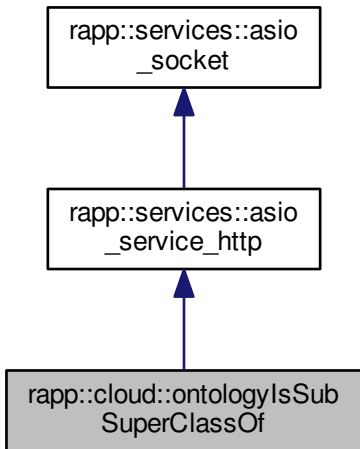 rapp::services::asio
_socket
rapp::services::asio
_service_http
rapp::cloud::ontologyIsSub
SuperClassOf